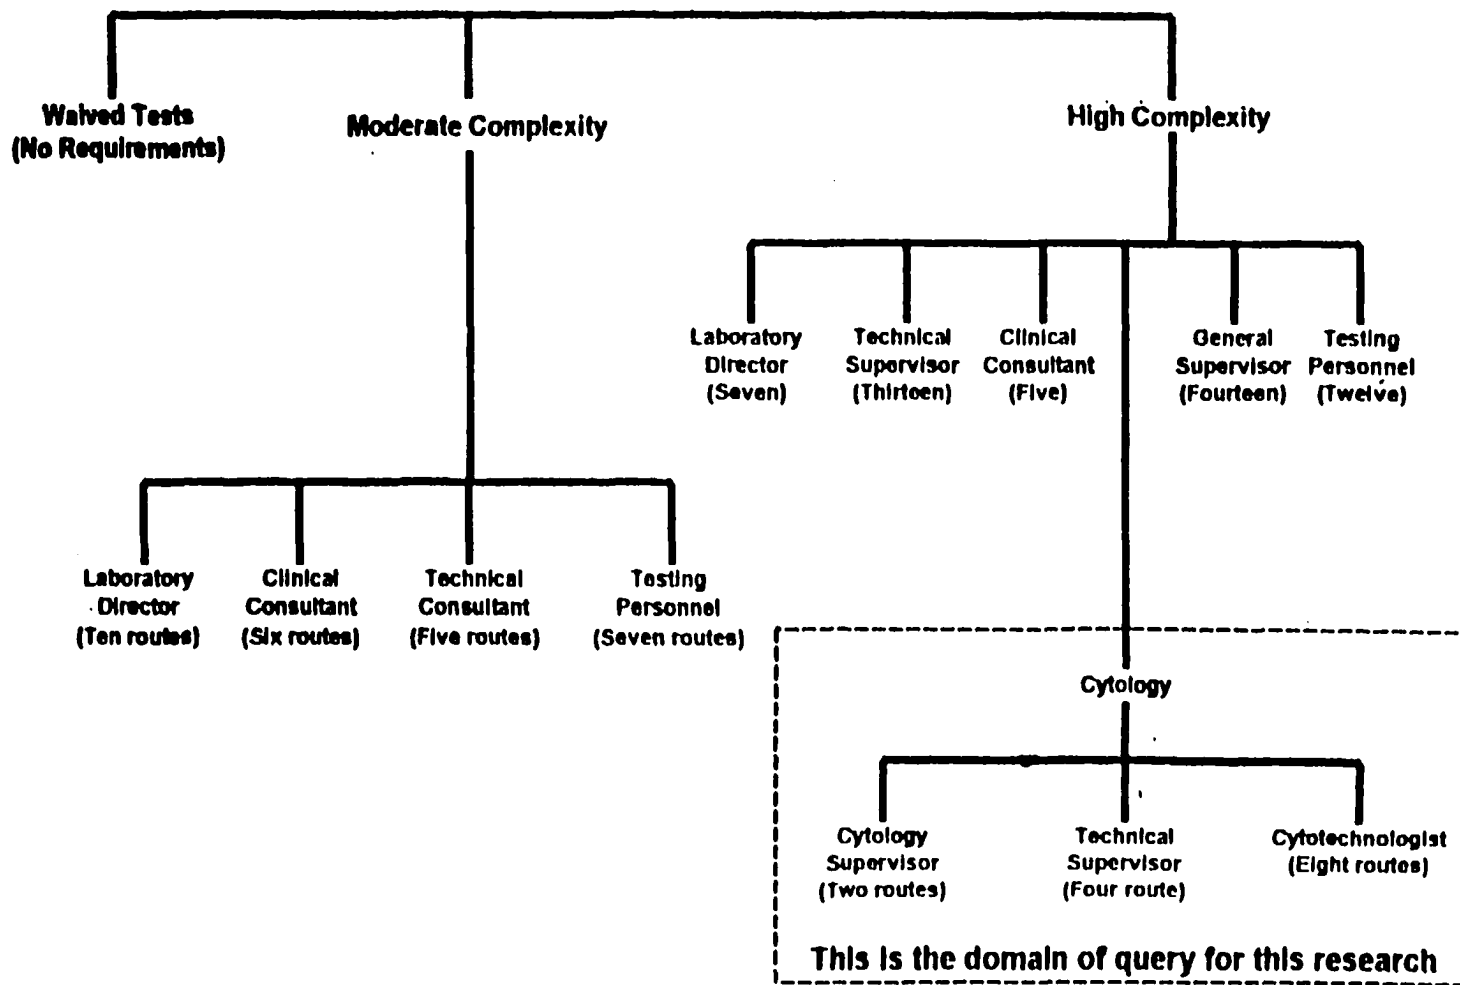 Waived Tests
(No Requirements)
Moderate Complexity
High Complexity
Laboratory
Director
(Seven)
Technical
Supervisor
(Thirteen)
Clinical
Consultant
(Five)
General
Supervisor
(Fourteen)
Testing
Personnel
(Twelve)
Laboratory
Director
(Ten routes)
Clinical
Consultant
(Six routes)
Technical
Consultant
(Five routes)
Testing
Personnel
(Seven routes)
Cytology
Cytology
Supervisor
(Two routes)
Technical
Supervisor
(Four route)
Cytotechnologist
(Eight routes)
This is the domain of query for this research